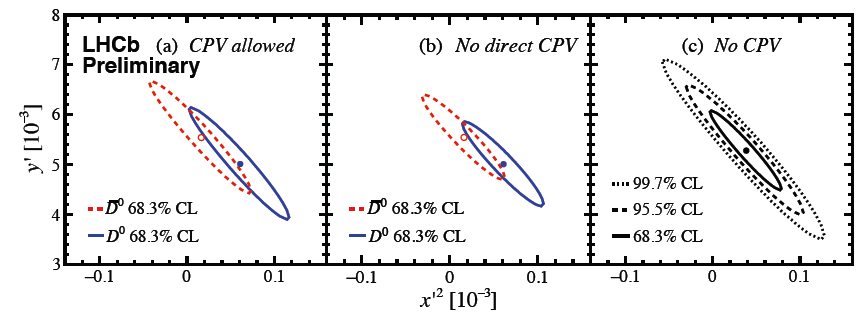 LHCb
Preliminary
(a) CPV allowed
(b) No direct CPV
(c) No CPV
y' [10⁻³]
8
7
6
5
4
3
D̅⁰ 68.3% CL
D⁰ 68.3% CL
D̅⁰ 68.3% CL
D⁰ 68.3% CL
99.7% CL
95.5% CL
68.3% CL
−0.1 0 0.1
−0.1 0 0.1
−0.1 0 0.1
x'² [10⁻³]